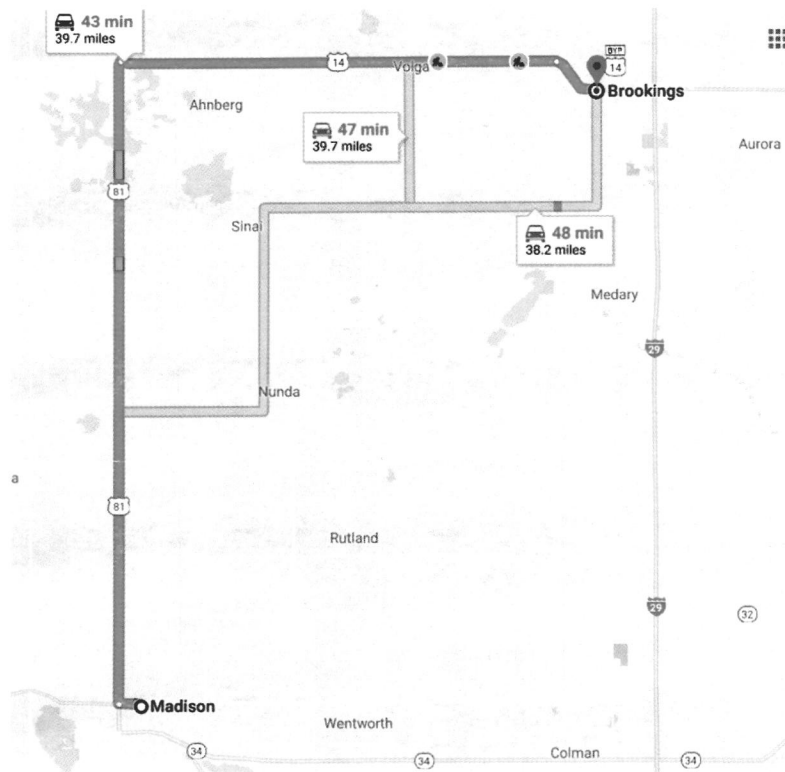 43 min
39.7 miles
14
Volga
BYP
14
Brookings
Ahnberg
47 min
39.7 miles
Aurora
81
Sinai
48 min
38.2 miles
Medary
29
Nunda
a
81
Rutland
29
32
Madison
Wentworth
34
34
Colman
34